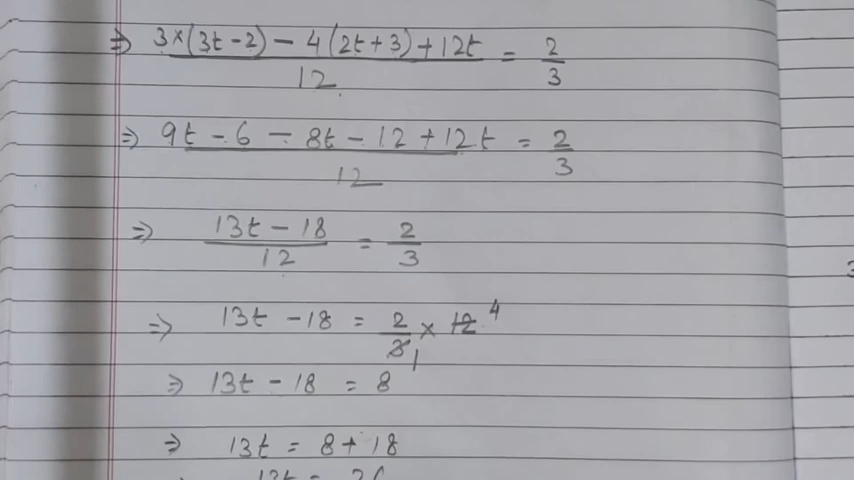 ⇒ 3×(3t-2) - 4(2t+3) + 12t / 12 = 2/3
⇒ 9t - 6 - 8t - 12 + 12t / 12 = 2/3
⇒ 13t - 18 / 12 = 2/3
⇒ 13t - 18 = 2/3 1 × 12 4
⇒ 13t - 18 = 8
⇒ 13t = 8 + 18
13t =